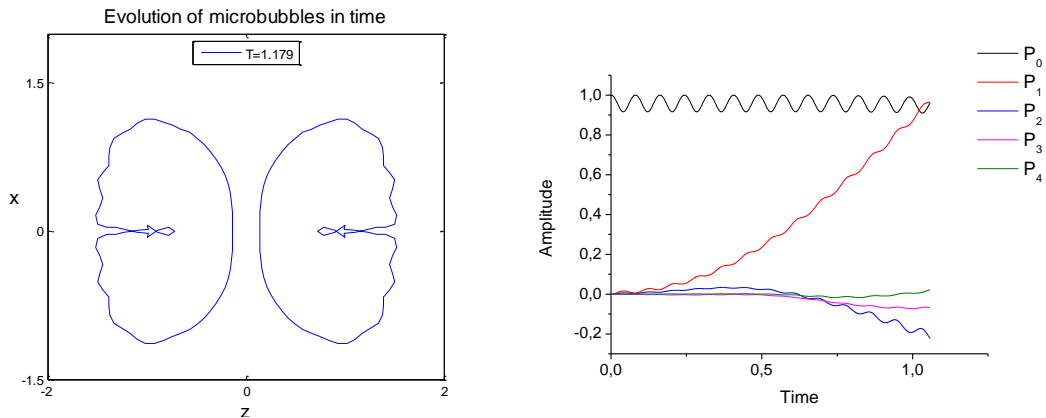 Evolution of microbubbles in time
T=1.179
1.5
x
0
-1.5
-2
0
2
z
P0
P1
P2
P3
P4
1,0
0,8
0,6
0,4
0,2
0,0
-0,2
Amplitude
0,0
0,5
1,0
Time